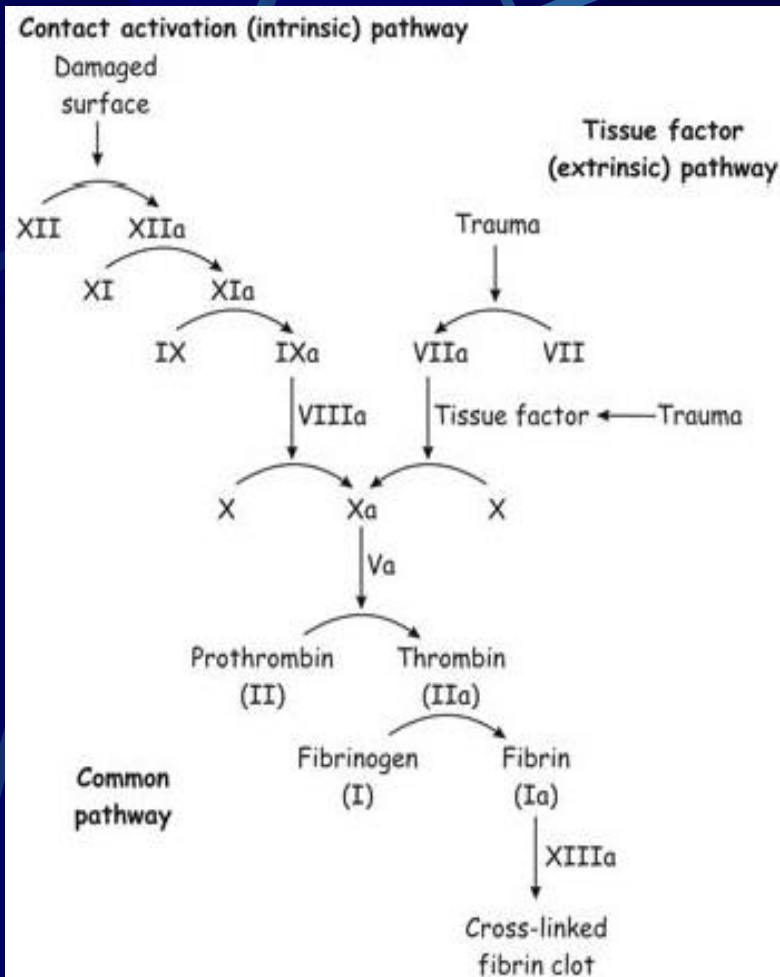 Contact activation (intrinsic) pathway
Damaged
surface
Tissue factor
(extrinsic) pathway
XII XIIa
Trauma
XI XIa
IX IXa VIIa VII
VIIIa Tissue factor Trauma
X Xa X
Va
Prothrombin Thrombin
(II) (IIa)
Fibrinogen Fibrin
(I) (Ia)
Common
pathway
XIIIa
Cross-linked
fibrin clot